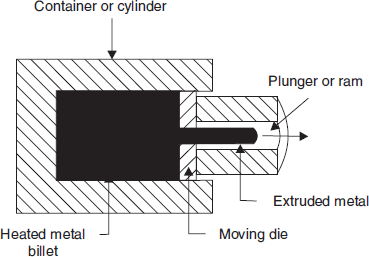 Container or cylinder
Plunger or ram
Extruded metal
Heated metal
billet
Moving die